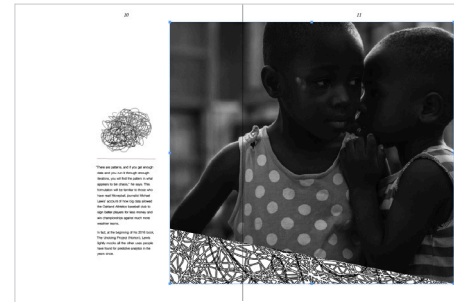 10
11
"There are patterns, and if you get enough
data and you run it through enough
iterations, you will find the pattern in what
appears to be chaos," he says. This
formulation will be familiar to those who
have read Moneyball, journalist Michael
Lewis' account of how big data allowed
the Oakland Athletics baseball club to
sign better players for less money and
win championships against much more
wealthier teams.
In fact, at the beginning of his 2016 book,
The Undoing Project (Norton), Lewis
lightly mocks all the other uses people
have found for predictive analytics in the
years since.